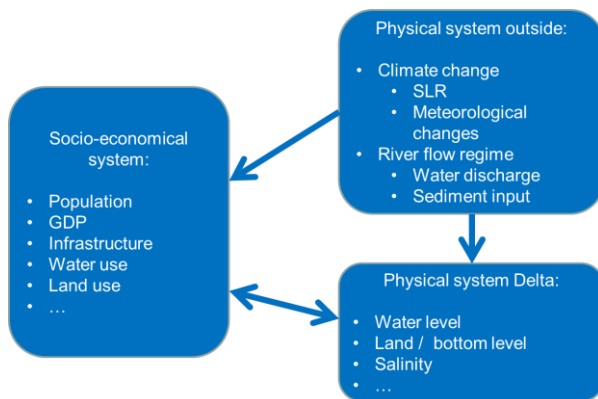 Socio-economical
system:
• Population
• GDP
• Infrastructure
• Water use
• Land use
• …
Physical system outside:
• Climate change
• SLR
• Meteorological
changes
• River flow regime
• Water discharge
• Sediment input
Physical system Delta:
• Water level
• Land / bottom level
• Salinity
• …